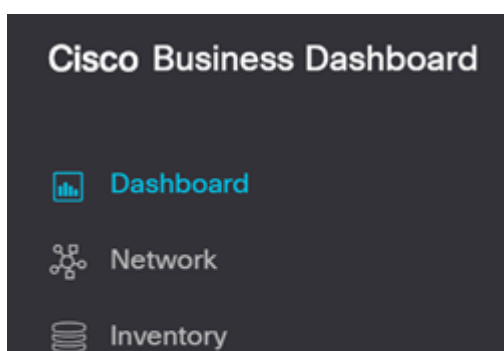 Cisco Business Dashboard
Dashboard
Network
Inventory